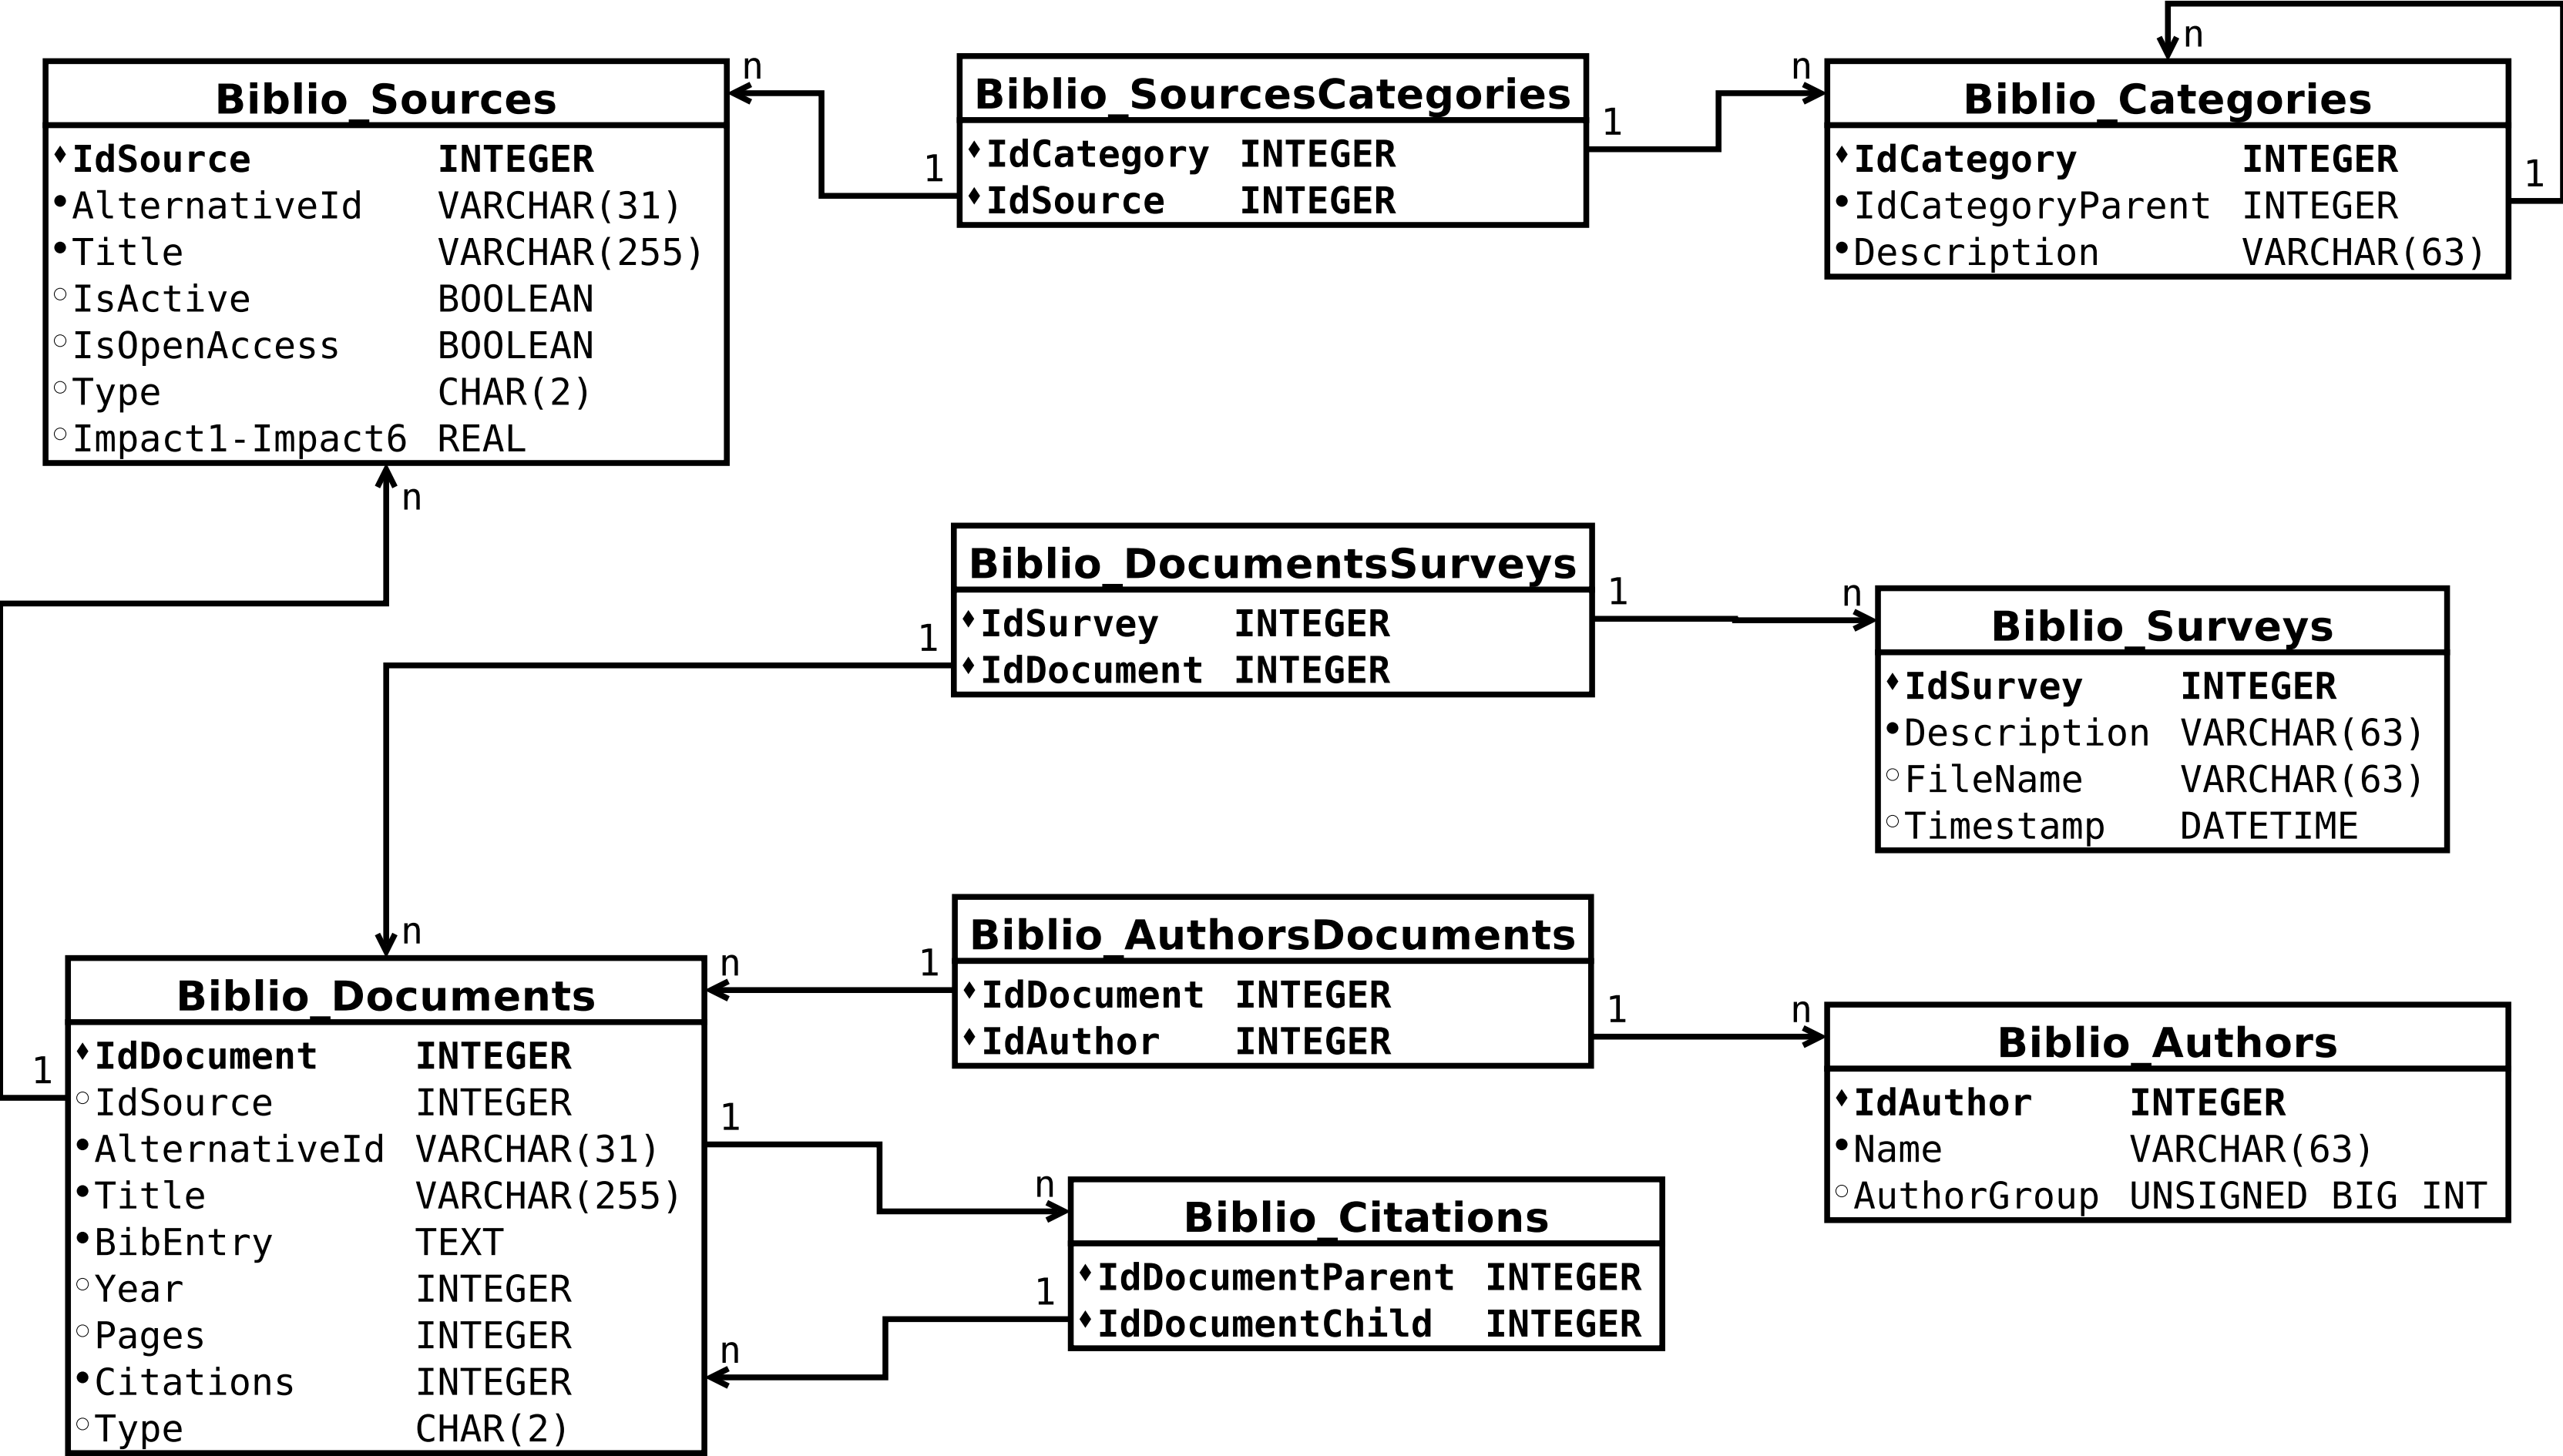 n
Biblio_Sources
IdSource INTEGER
AlternativeId VARCHAR(31)
Title VARCHAR(255)
IsActive BOOLEAN
IsOpenAccess BOOLEAN
Type CHAR(2)
Impact1-Impact6 REAL
n
1
Biblio_SourcesCategories
IdCategory INTEGER
IdSource INTEGER
1
n
Biblio_Categories
IdCategory INTEGER
IdCategoryParent INTEGER
Description VARCHAR(63)
1
n
Biblio_DocumentsSurveys
IdSurvey INTEGER
IdDocument INTEGER
1
1
n
Biblio_Surveys
IdSurvey INTEGER
Description VARCHAR(63)
FileName VARCHAR(63)
Timestamp DATETIME
n
1
Biblio_Documents
IdDocument INTEGER
IdSource INTEGER
AlternativeId VARCHAR(31)
Title VARCHAR(255)
BibEntry TEXT
Year INTEGER
Pages INTEGER
Citations INTEGER
Type CHAR(2)
n
1
Biblio_AuthorsDocuments
IdDocument INTEGER
IdAuthor INTEGER
1
n
Biblio_Authors
IdAuthor INTEGER
Name VARCHAR(63)
AuthorGroup UNSIGNED BIG INT
1
n
Biblio_Citations
IdDocumentParent INTEGER
IdDocumentChild INTEGER
1
n